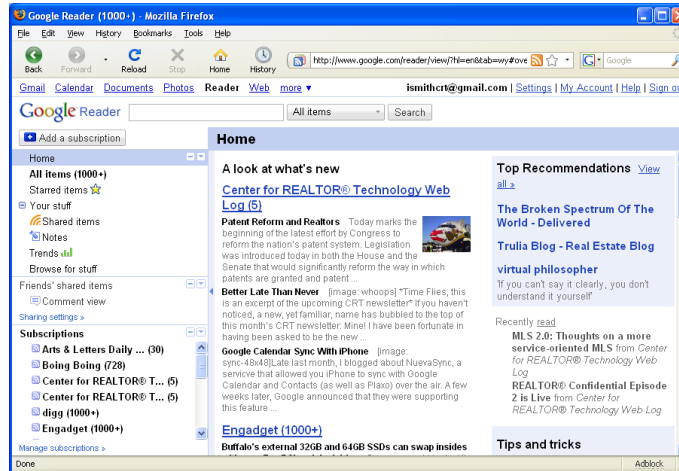 Google Reader (1000+) - Mozilla Firefox
File Edit View History Bookmarks Tools Help
Back Forward Reload Stop Home History
http://www.google.com/reader/view/?hl=en&tab=wy#ove
Google
Gmail Calendar Documents Photos Reader Web more ▼
ismithcrt@gmail.com | Settings | My Account | Help | Sign
Google Reader
All items
Search
Add a subscription
Home
All items (1000+)
Starred items
Your stuff
Shared items
Notes
Trends
Browse for stuff
Friends' shared items
Comment view
Sharing settings »
Subscriptions
Arts & Letters Daily ... (30)
Boing Boing (728)
Center for REALTOR® T... (5)
Center for REALTOR® T... (5)
digg (1000+)
Engadget (1000+)
Manage subscriptions »
Home
A look at what's new
Center for REALTOR® Technology Web
Log (5)
Patent Reform and Realtors Today marks the
beginning of the latest effort by Congress to
reform the nation's patent system. Legislation
was introduced today in both the House and the
Senate that would significantly reform the way in which
patents are granted and patent ...
Better Late Than Never [image: whoops] *Time Flies, this
is an excerpt of the upcoming CRT newsletter* If you haven't
noticed, a new, yet familiar, name has bubbled to the top of
this month's CRT newsletter: Mine! I have been fortunate in
having been asked to be the new ...
Google Calendar Sync With iPhone [image:
sync-48x48]Late last month, I blogged about NuevaSync, a
servicve that allowed you iPhone to sync with Google
Calendar and Contacts (as well as Plaxo) over the air. A few
weeks later, Google announced that they were supporting
this feature ...
Engadget (1000+)
Buffalo's external 32GB and 64GB SSDs can swap insides
Top Recommendations View
all »
The Broken Spectrum Of The
World - Delivered
Trulia Blog - Real Estate Blog
virtual philosopher
'If you can't say it clearly, you don't
understand it yourself'
Recently read
MLS 2.0: Thoughts on a more
service-oriented MLS from Center
for REALTOR® Technology Web
Log
REALTOR® Confidential Episode
2 is Live from Center for
REALTOR® Technology Web Log
Tips and tricks
Done
Adblock